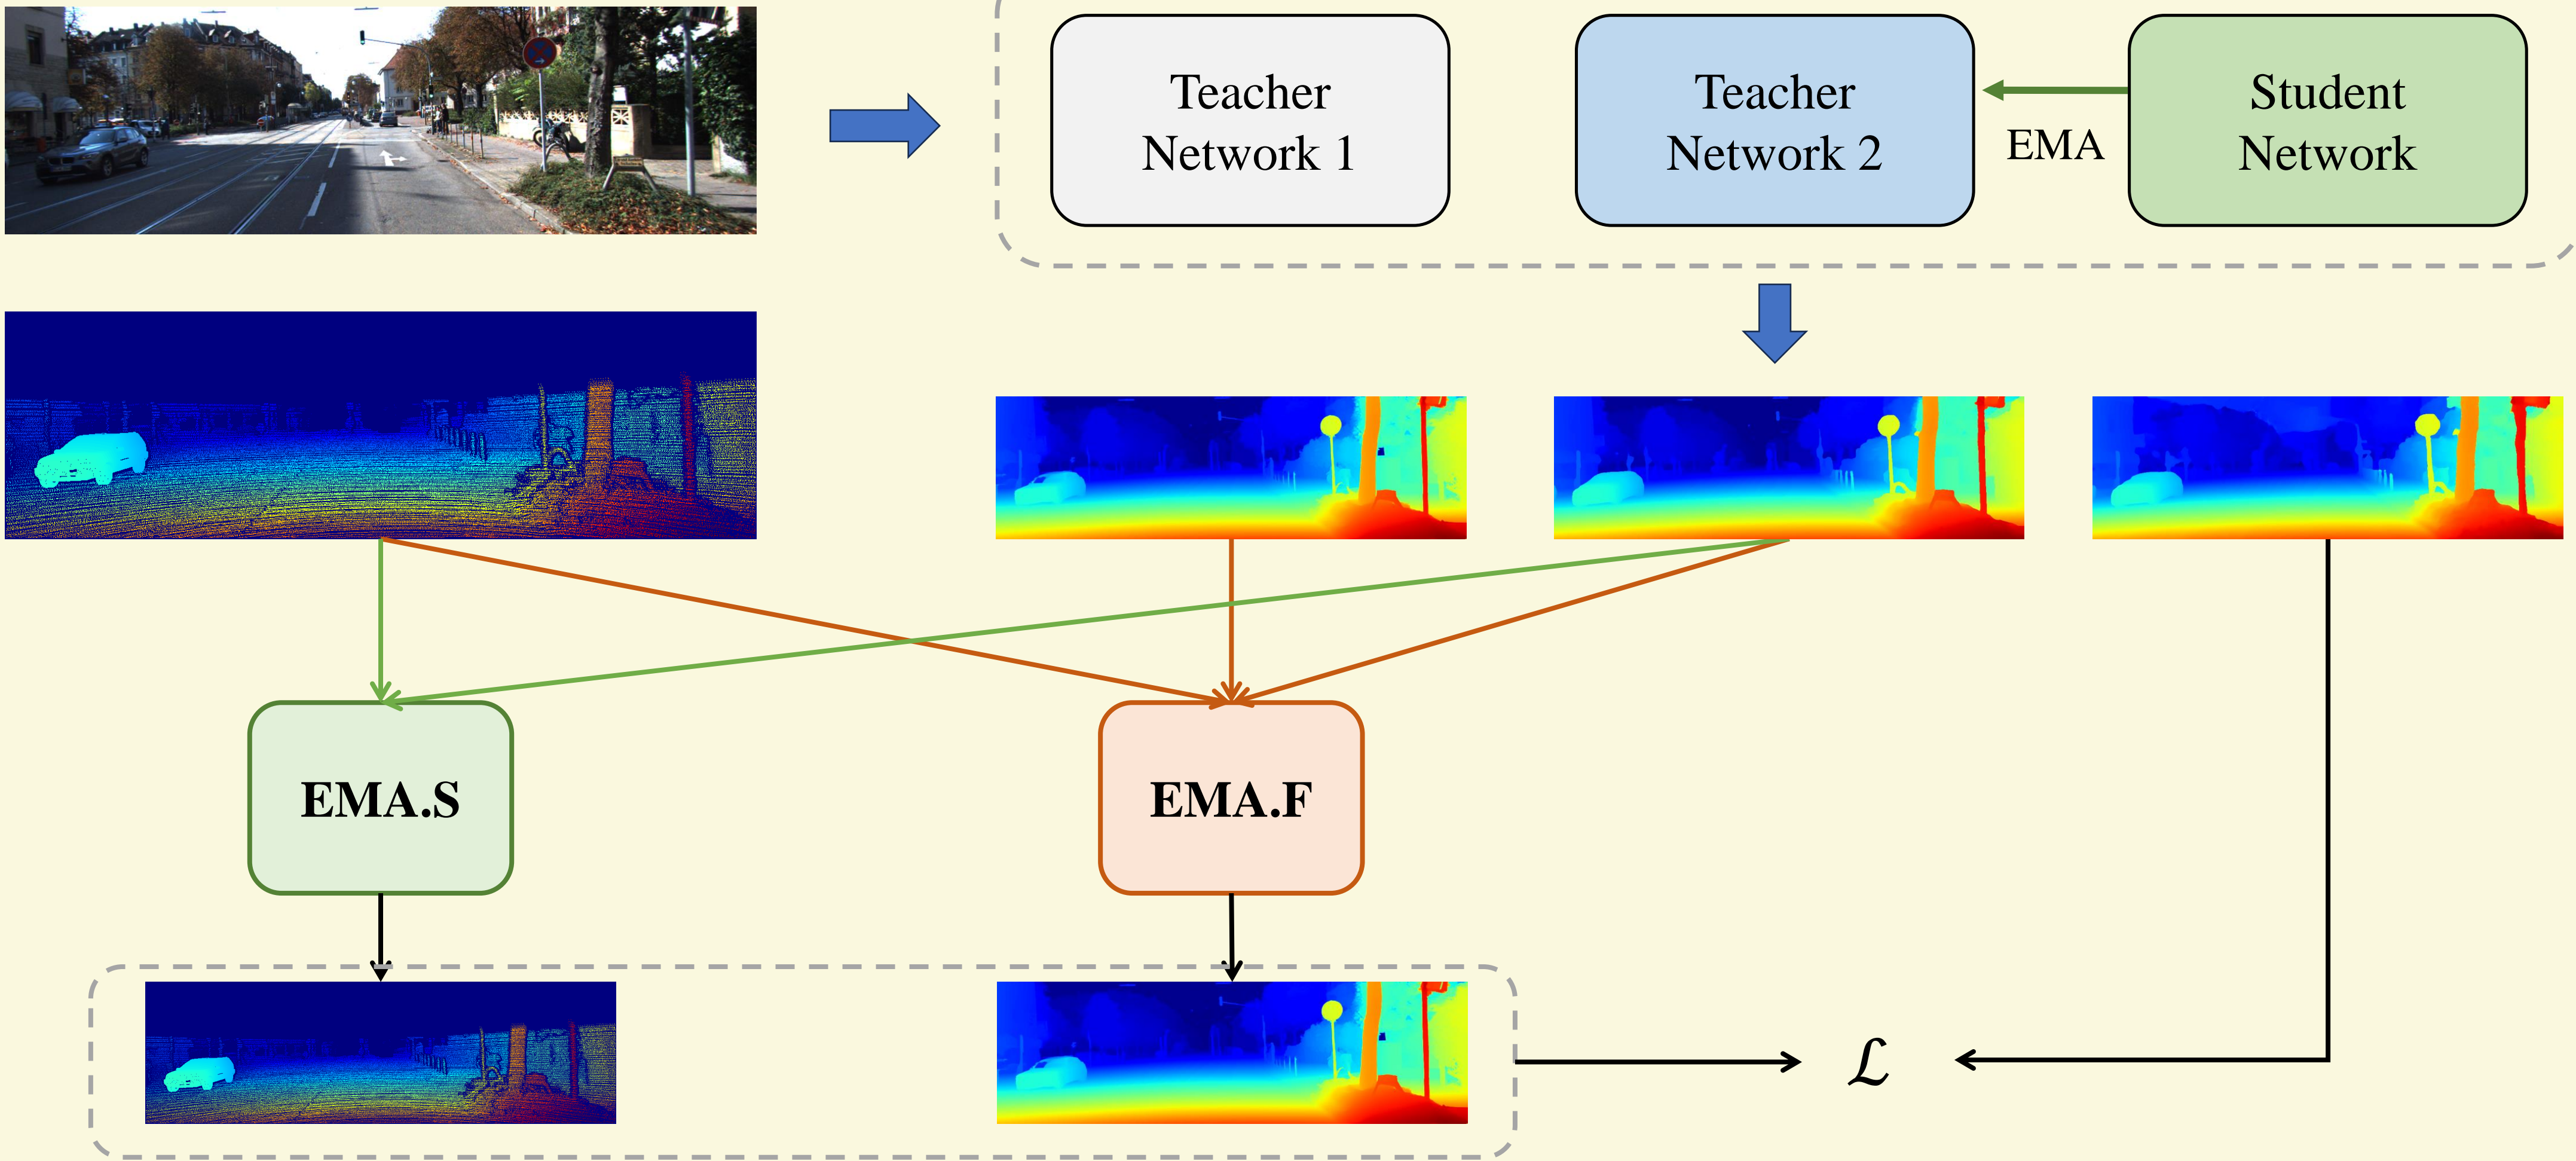 Teacher
Network 1
Teacher
Network 2
EMA
Student
Network
EMA.S
EMA.F
ℒ